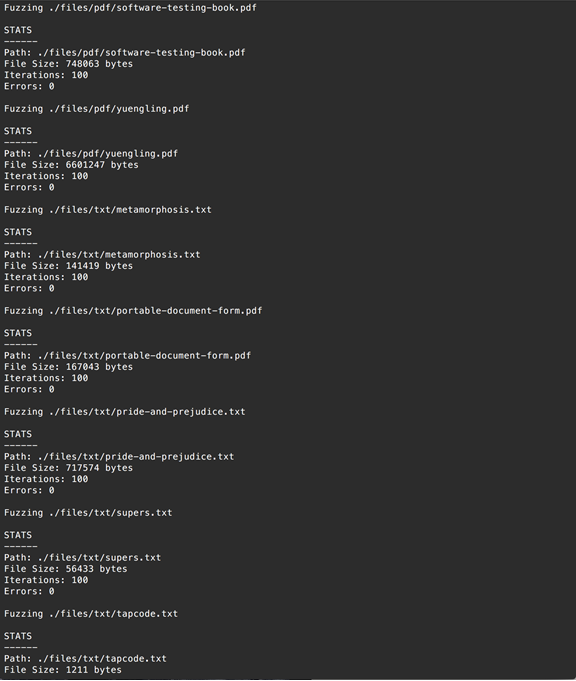 Fuzzing ./files/pdf/software-testing-book.pdf
STATS
------
Path: ./files/pdf/software-testing-book.pdf
File Size: 748063 bytes
Iterations: 100
Errors: 0
Fuzzing ./files/pdf/yuengling.pdf
STATS
------
Path: ./files/pdf/yuengling.pdf
File Size: 6601247 bytes
Iterations: 100
Errors: 0
Fuzzing ./files/txt/metamorphosis.txt
STATS
------
Path: ./files/txt/metamorphosis.txt
File Size: 141419 bytes
Iterations: 100
Errors: 0
Fuzzing ./files/txt/portable-document-form.pdf
STATS
------
Path: ./files/txt/portable-document-form.pdf
File Size: 167043 bytes
Iterations: 100
Errors: 0
Fuzzing ./files/txt/pride-and-prejudice.txt
STATS
------
Path: ./files/txt/pride-and-prejudice.txt
File Size: 717574 bytes
Iterations: 100
Errors: 0
Fuzzing ./files/txt/supers.txt
STATS
------
Path: ./files/txt/supers.txt
File Size: 56433 bytes
Iterations: 100
Errors: 0
Fuzzing ./files/txt/tapcode.txt
STATS
------
Path: ./files/txt/tapcode.txt
File Size: 1211 bytes